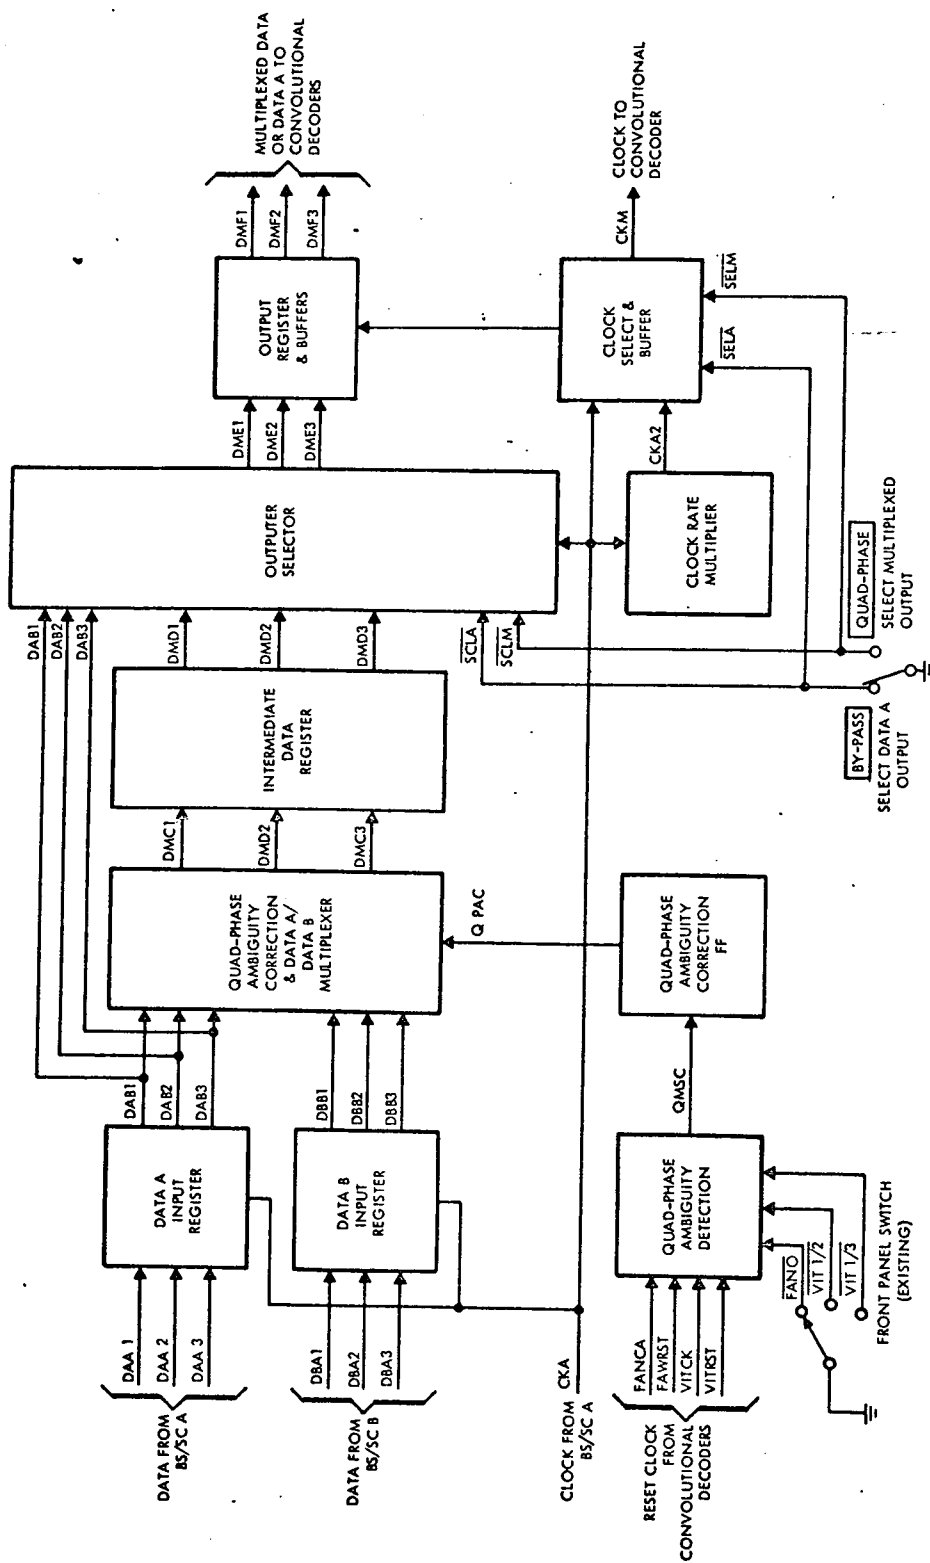 DATA FROM
BS/SC A
DAA 1
DAA 2
DAA 3
DATA A
INPUT
REGISTER
DAB1
DAB2
DAB3
DATA FROM
BS/SC B
DBA1
DBA2
DBA3
DATA B
INPUT
REGISTER
DBB1
DBB2
DBB3
QUAD-PHASE
AMBIGUITY
CORRECTION
& DATA A/
DATA B
MULTIPLEXER
DMC1
DMD2
DMC3
INTERMEDIATE
DATA
REGISTER
DMD1
DMD2
DMD3
DAB1
DAB2
DAB3
SCLA
SCLM
OUTPUTER
SELECTOR
DME1
DME2
DME3
OUTPUT
REGISTER
& BUFFERS
DMF1
DMF2
DMF3
MULTIPLEXED DATA
OR DATA A TO
CONVOLUTIONAL
DECODERS
CLOCK FROM
BS/SC A
CKA
CLOCK RATE
MULTIPLIER
CKA2
CLOCK
SELECT &
BUFFER
SELA
SELM
CKM
CLOCK TO
CONVOLUTIONAL
DECODER
RESET CLOCK
FROM
CONVOLUTIONAL
DECODERS
FANCA
FAWRST
VITCK
VITRST
QUAD-PHASE
AMBIGUITY
DETECTION
QMSC
QUAD-PHASE
AMBIGUITY
CORRECTION
FF
Q PAC
FANO
VIT 1/2
VIT 1/3
FRONT PANEL SWITCH
(EXISTING)
BY-PASS
SELECT DATA A
OUTPUT
QUAD-PHASE
SELECT MULTIPLEXED
OUTPUT